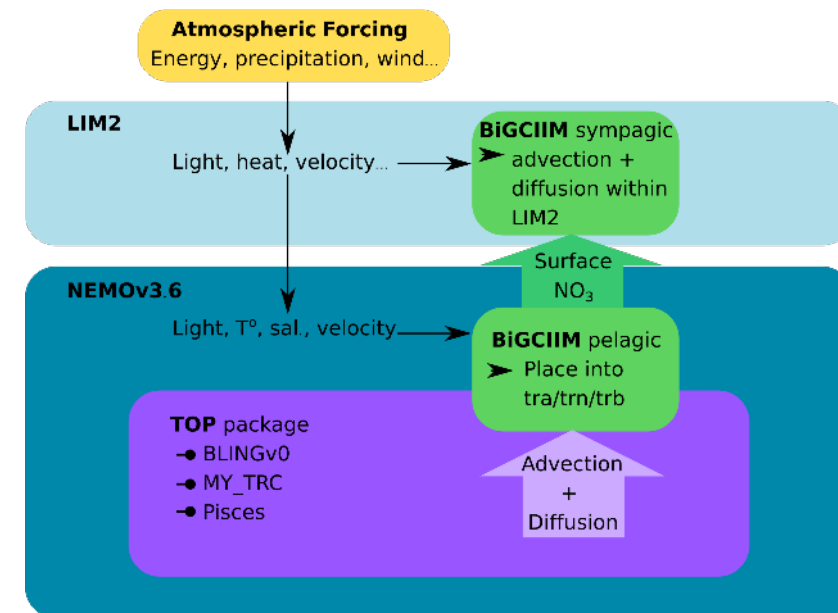 Atmospheric Forcing
Energy, precipitation, wind...
LIM2
Light, heat, velocity...
BiGCIIM sympagic
advection +
diffusion within
LIM2
Surface
NO₃
NEMOv3.6
Light, T⁰, sal., velocity
BiGCIIM pelagic
Place into
tra/trn/trb
TOP package
BLINGv0
MY_TRC
Pisces
Advection
+
Diffusion